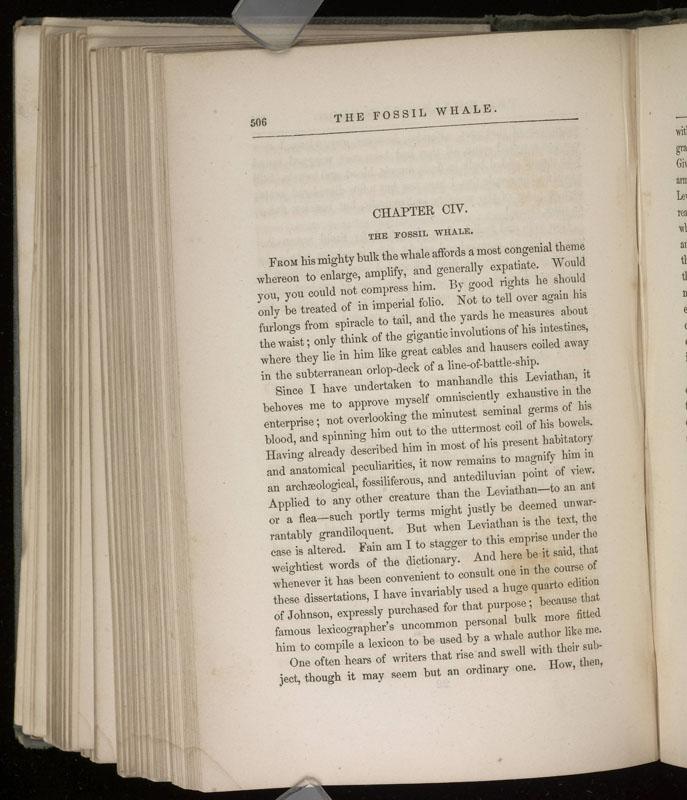 506
THE FOSSIL WHALE.
CHAPTER CIV.
THE FOSSIL WHALE.
FROM his mighty bulk the whale affords a most congenial theme
whereon to enlarge, amplify, and generally expatiate. Would
you, you could not compress him. By good rights he should
only be treated of in imperial folio. Not to tell over again his
furlongs from spiracle to tail, and the yards he measures about
the waist; only think of the gigantic involutions of his intestines,
where they lie in him like great cables and hausers coiled away
in the subterranean orlop-deck of a line-of-battle-ship.
Since I have undertaken to manhandle this Leviathan, it
behoves me to approve myself omnisciently exhaustive in the
enterprise; not overlooking the minutest seminal germs of his
blood, and spinning him out to the uttermost coil of his bowels.
Having already described him in most of his present habitatory
and anatomical peculiarities, it now remains to magnify him in
an archæological, fossiliferous, and antediluvian point of view.
Applied to any other creature than the Leviathan—to an ant
or a flea—such portly terms might justly be deemed unwar-
rantably grandiloquent. But when Leviathan is the text, the
case is altered. Fain am I to stagger to this emprise under the
weightiest words of the dictionary. And here be it said, that
whenever it has been convenient to consult one in the course of
these dissertations, I have invariably used a huge quarto edition
of Johnson, expressly purchased for that purpose; because that
famous lexicographer's uncommon personal bulk more fitted
him to compile a lexicon to be used by a whale author like me.
One often hears of writers that rise and swell with their sub-
ject, though it may seem but an ordinary one. How, then,